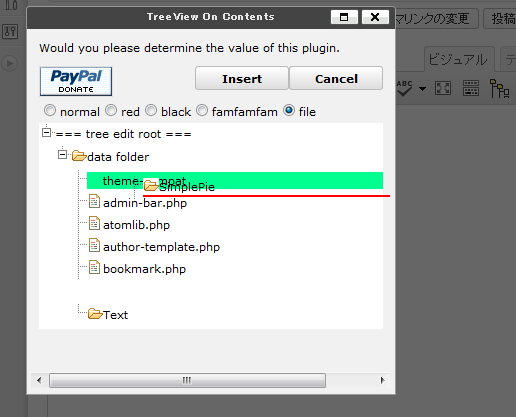 TreeView On Contents
マリンクの変更
投稿
Would you please determine the value of this plugin.
PayPal
DONATE
Insert
Cancel
ビジュアル
ABC
normal
red
black
famfamfam
file
=== tree edit root ===
data folder
SimplePie
admin-bar.php
atomlib.php
author-template.php
bookmark.php
Text